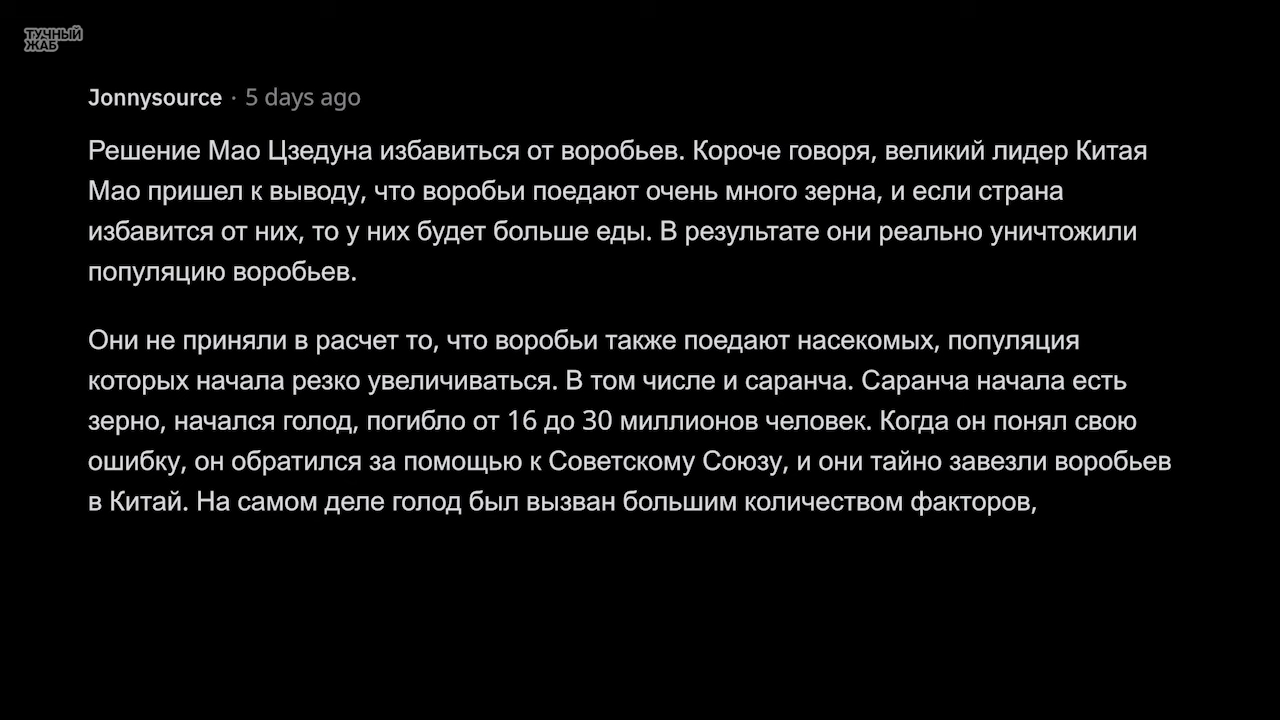 ТУЧНЫЙ
ЖАБ
Jonnysource · 5 days ago
Решение Мао Цзедуна избавиться от воробьев. Короче говоря, великий лидер Китая
Мао пришел к выводу, что воробьи поедают очень много зерна, и если страна
избавится от них, то у них будет больше еды. В результате они реально уничтожили
популяцию воробьев.
Они не приняли в расчет то, что воробьи также поедают насекомых, популяция
которых начала резко увеличиваться. В том числе и саранча. Саранча начала есть
зерно, начался голод, погибло от 16 до 30 миллионов человек. Когда он понял свою
ошибку, он обратился за помощью к Советскому Союзу, и они тайно завезли воробьев
в Китай. На самом деле голод был вызван большим количеством факторов,